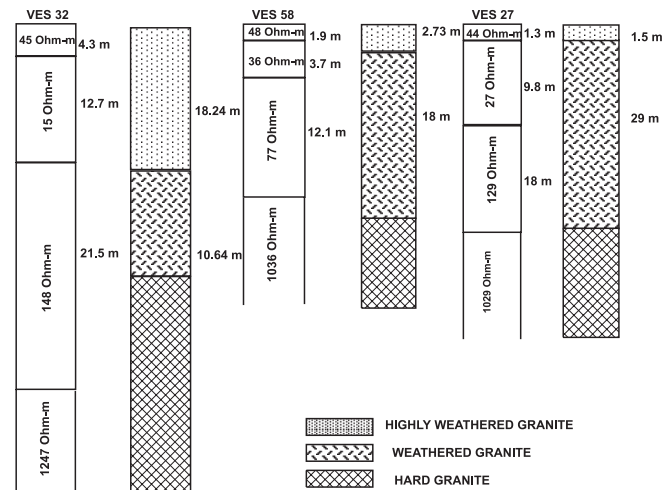 VES 32
45 Ohm-m
4.3 m
15 Ohm-m
12.7 m
148 Ohm-m
21.5 m
1247 Ohm-m
18.24 m
10.64 m
VES 58
48 Ohm-m
1.9 m
36 Ohm-m
3.7 m
77 Ohm-m
12.1 m
1036 Ohm-m
2.73 m
18 m
VES 27
44 Ohm-m
1.3 m
27 Ohm-m
9.8 m
129 Ohm-m
18 m
1029 Ohm-m
1.5 m
29 m
HIGHLY WEATHERED GRANITE
WEATHERED GRANITE
HARD GRANITE